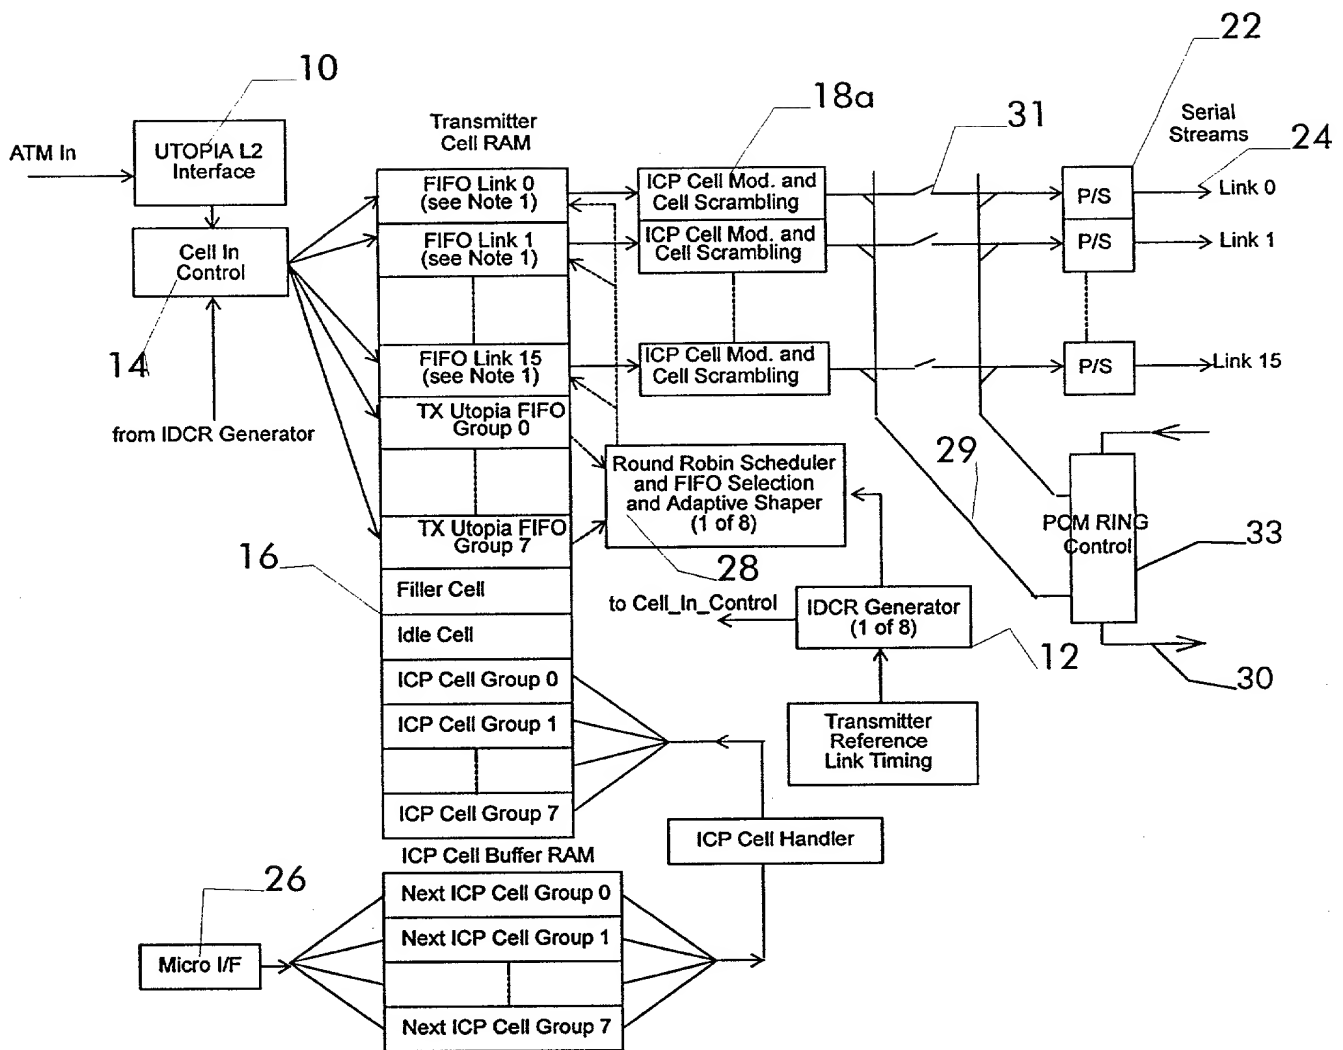 10
22
18a
31
Serial
Streams
24
ATM In
UTOPIA L2
Interface
Transmitter
Cell RAM
FIFO Link 0
(see Note 1)
ICP Cell Mod. and
Cell Scrambling
P/S
Link 0
Cell In
Control
FIFO Link 1
(see Note 1)
ICP Cell Mod. and
Cell Scrambling
P/S
Link 1
14
FIFO Link 15
(see Note 1)
ICP Cell Mod. and
Cell Scrambling
P/S
Link 15
from IDCR Generator
TX Utopia FIFO
Group 0
Round Robin Scheduler
and FIFO Selection
and Adaptive Shaper
(1 of 8)
29
TX Utopia FIFO
Group 7
PCM RING
Control
33
16
28
Filler Cell
to Cell_In_Control
IDCR Generator
(1 of 8)
Idle Cell
12
30
ICP Cell Group 0
ICP Cell Group 1
Transmitter
Reference
Link Timing
ICP Cell Group 7
ICP Cell Handler
ICP Cell Buffer RAM
26
Next ICP Cell Group 0
Micro I/F
Next ICP Cell Group 1
Next ICP Cell Group 7